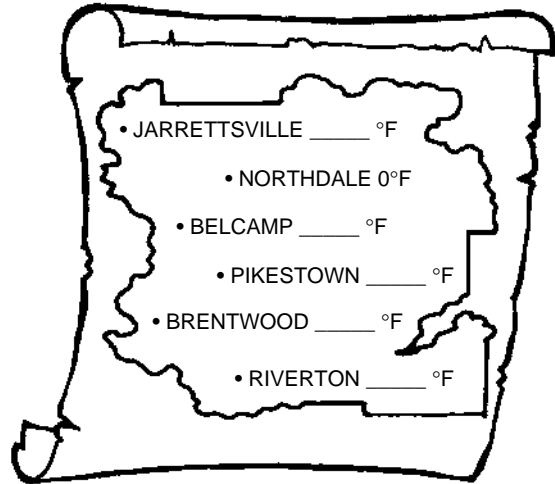 • JARRETTSVILLE _____ °F
• NORTHDALE 0°F
• BELCAMP _____ °F
• PIKESTOWN _____ °F
• BRENTWOOD _____ °F
• RIVERTON _____ °F